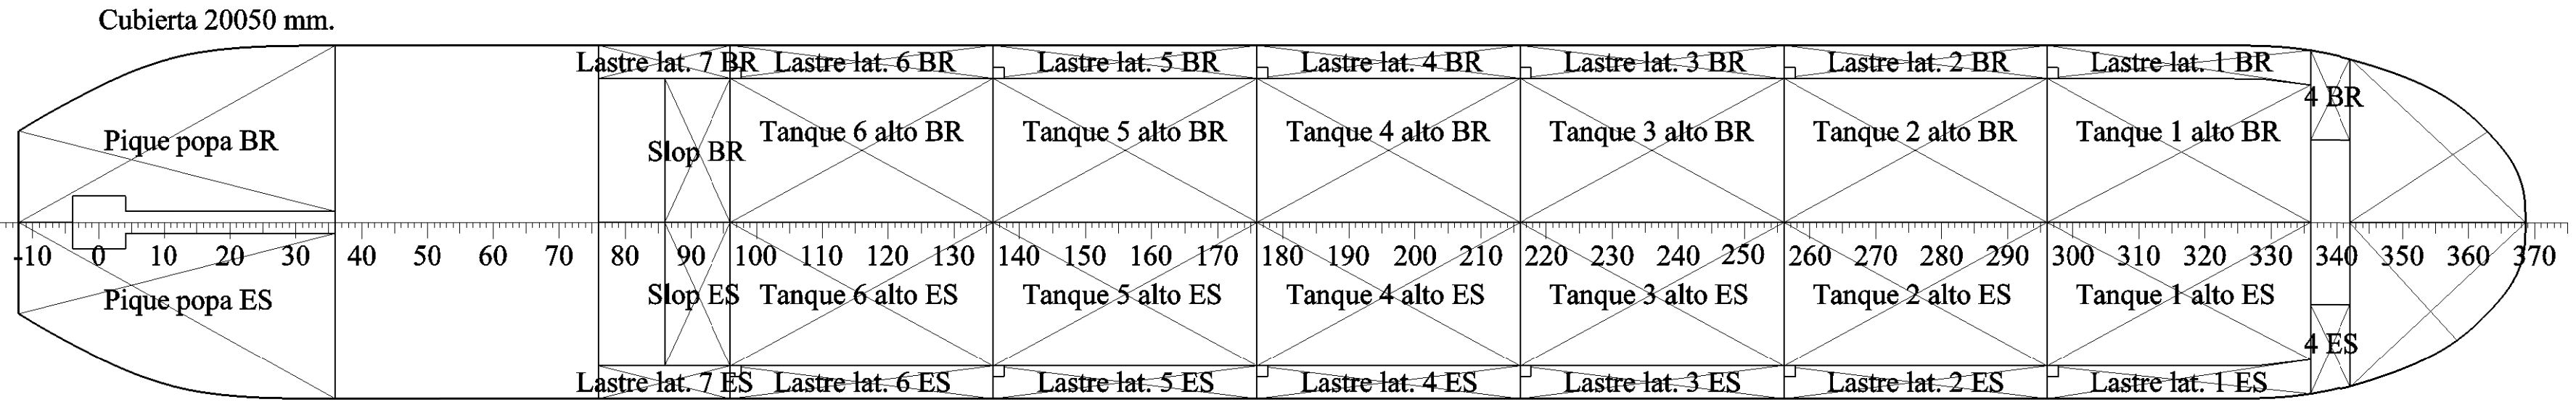 Cubierta 20050 mm.
Lastre lat. 7 BR Lastre lat. 6 BR Lastre lat. 5 BR Lastre lat. 4 BR Lastre lat. 3 BR Lastre lat. 2 BR Lastre lat. 1 BR
4 BR
Pique popa BR Slop BR Tanque 6 alto BR Tanque 5 alto BR Tanque 4 alto BR Tanque 3 alto BR Tanque 2 alto BR Tanque 1 alto BR
-10 0 10 20 30 40 50 60 70 80 90 100 110 120 130 140 150 160 170 180 190 200 210 220 230 240 250 260 270 280 290 300 310 320 330 340 350 360 370
Pique popa ES Slop ES Tanque 6 alto ES Tanque 5 alto ES Tanque 4 alto ES Tanque 3 alto ES Tanque 2 alto ES Tanque 1 alto ES
4 ES
Lastre lat. 7 ES Lastre lat. 6 ES Lastre lat. 5 ES Lastre lat. 4 ES Lastre lat. 3 ES Lastre lat. 2 ES Lastre lat. 1 ES